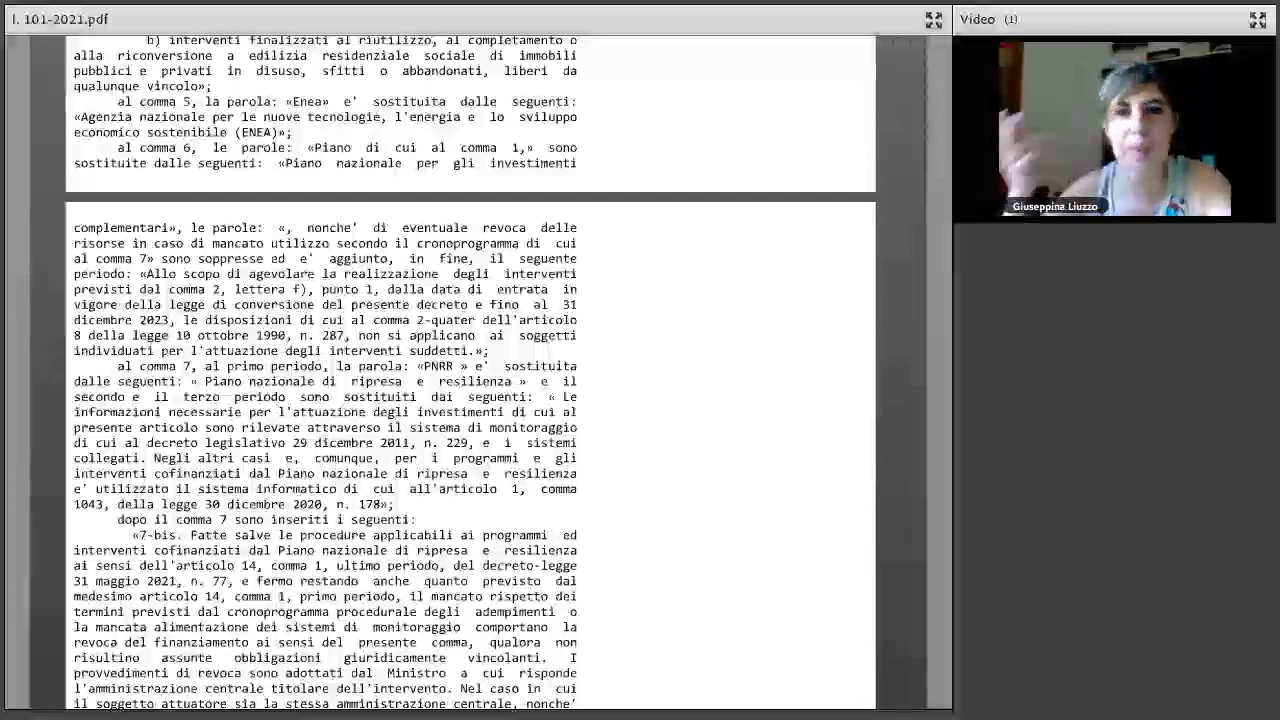 l. 101-2021.pdf
Video (1)
b) interventi finalizzati al riutilizzo, al completamento o
alla riconversione a edilizia residenziale sociale di immobili
pubblici e privati in disuso, sfitti o abbandonati, liberi da
qualunque vincolo»;
al comma 5, la parola: «Enea» e' sostituita dalle seguenti:
«Agenzia nazionale per le nuove tecnologie, l'energia e lo sviluppo
economico sostenibile (ENEA)»;
al comma 6, le parole: «Piano di cui al comma 1,» sono
sostituite dalle seguenti: «Piano nazionale per gli investimenti
complementari», le parole: «, nonche' di eventuale revoca delle
risorse in caso di mancato utilizzo secondo il cronoprogramma di cui
al comma 7» sono soppresse ed e' aggiunto, in fine, il seguente
periodo: «Allo scopo di agevolare la realizzazione degli interventi
previsti dal comma 2, lettera f), punto 1, dalla data di entrata in
vigore della legge di conversione del presente decreto e fino al 31
dicembre 2023, le disposizioni di cui al comma 2-quater dell'articolo
8 della legge 10 ottobre 1990, n. 287, non si applicano ai soggetti
individuati per l'attuazione degli interventi suddetti.»;
al comma 7, al primo periodo, la parola: «PNRR » e' sostituita
dalle seguenti: « Piano nazionale di ripresa e resilienza » e il
secondo e il terzo periodo sono sostituiti dai seguenti: « Le
informazioni necessarie per l'attuazione degli investimenti di cui al
presente articolo sono rilevate attraverso il sistema di monitoraggio
di cui al decreto legislativo 29 dicembre 2011, n. 229, e i sistemi
collegati. Negli altri casi e, comunque, per i programmi e gli
interventi cofinanziati dal Piano nazionale di ripresa e resilienza
e' utilizzato il sistema informatico di cui all'articolo 1, comma
1043, della legge 30 dicembre 2020, n. 178»;
dopo il comma 7 sono inseriti i seguenti:
«7-bis. Fatte salve le procedure applicabili ai programmi ed
interventi cofinanziati dal Piano nazionale di ripresa e resilienza
ai sensi dell'articolo 14, comma 1, ultimo periodo, del decreto-legge
31 maggio 2021, n. 77, e fermo restando anche quanto previsto dal
medesimo articolo 14, comma 1, primo periodo, il mancato rispetto dei
termini previsti dal cronoprogramma procedurale degli adempimenti o
la mancata alimentazione dei sistemi di monitoraggio comportano la
revoca del finanziamento ai sensi del presente comma, qualora non
risultino assunte obbligazioni giuridicamente vincolanti. I
provvedimenti di revoca sono adottati dal Ministro a cui risponde
l'amministrazione centrale titolare dell'intervento. Nel caso in cui
il soggetto attuatore sia la stessa amministrazione centrale, nonche'
Giuseppina Liuzzo